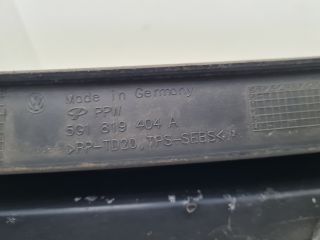 Made in Germany
PPW
5G1 819 404 A
>PP-TD20,TPS-SEBS<